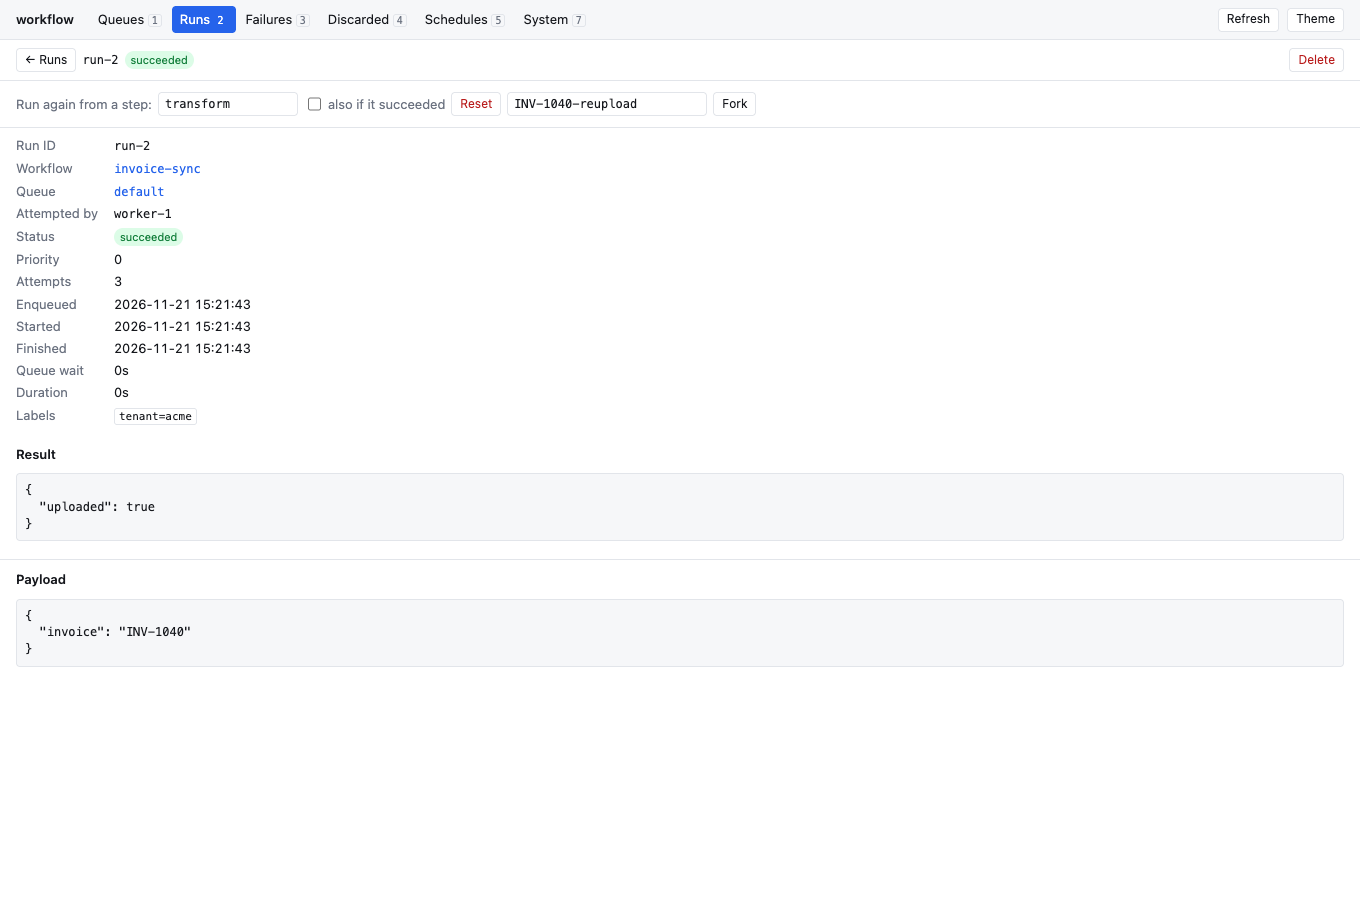 workflow Queues 1 Runs 2 Failures 3 Discarded 4 Schedules 5 System 7 Refresh Theme
← Runs run-2 succeeded Delete
Run again from a step: transform also if it succeeded Reset INV-1040-reupload Fork
Run ID run-2
Workflow invoice-sync
Queue default
Attempted by worker-1
Status succeeded
Priority 0
Attempts 3
Enqueued 2026-11-21 15:21:43
Started 2026-11-21 15:21:43
Finished 2026-11-21 15:21:43
Queue wait 0s
Duration 0s
Labels tenant=acme
Result
{
"uploaded": true
}
Payload
{
"invoice": "INV-1040"
}